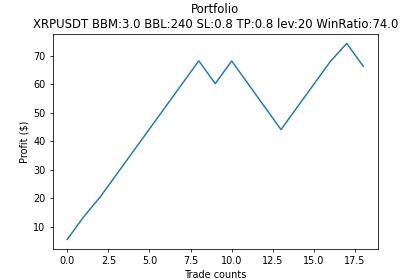 Portfolio
XRPUSDT BBM:3.0 BBL:240 SL:0.8 TP:0.8 lev:20 WinRatio:74.0
70
60
50
40
30
20
10
Profit ($)
0.0 2.5 5.0 7.5 10.0 12.5 15.0 17.5
Trade counts